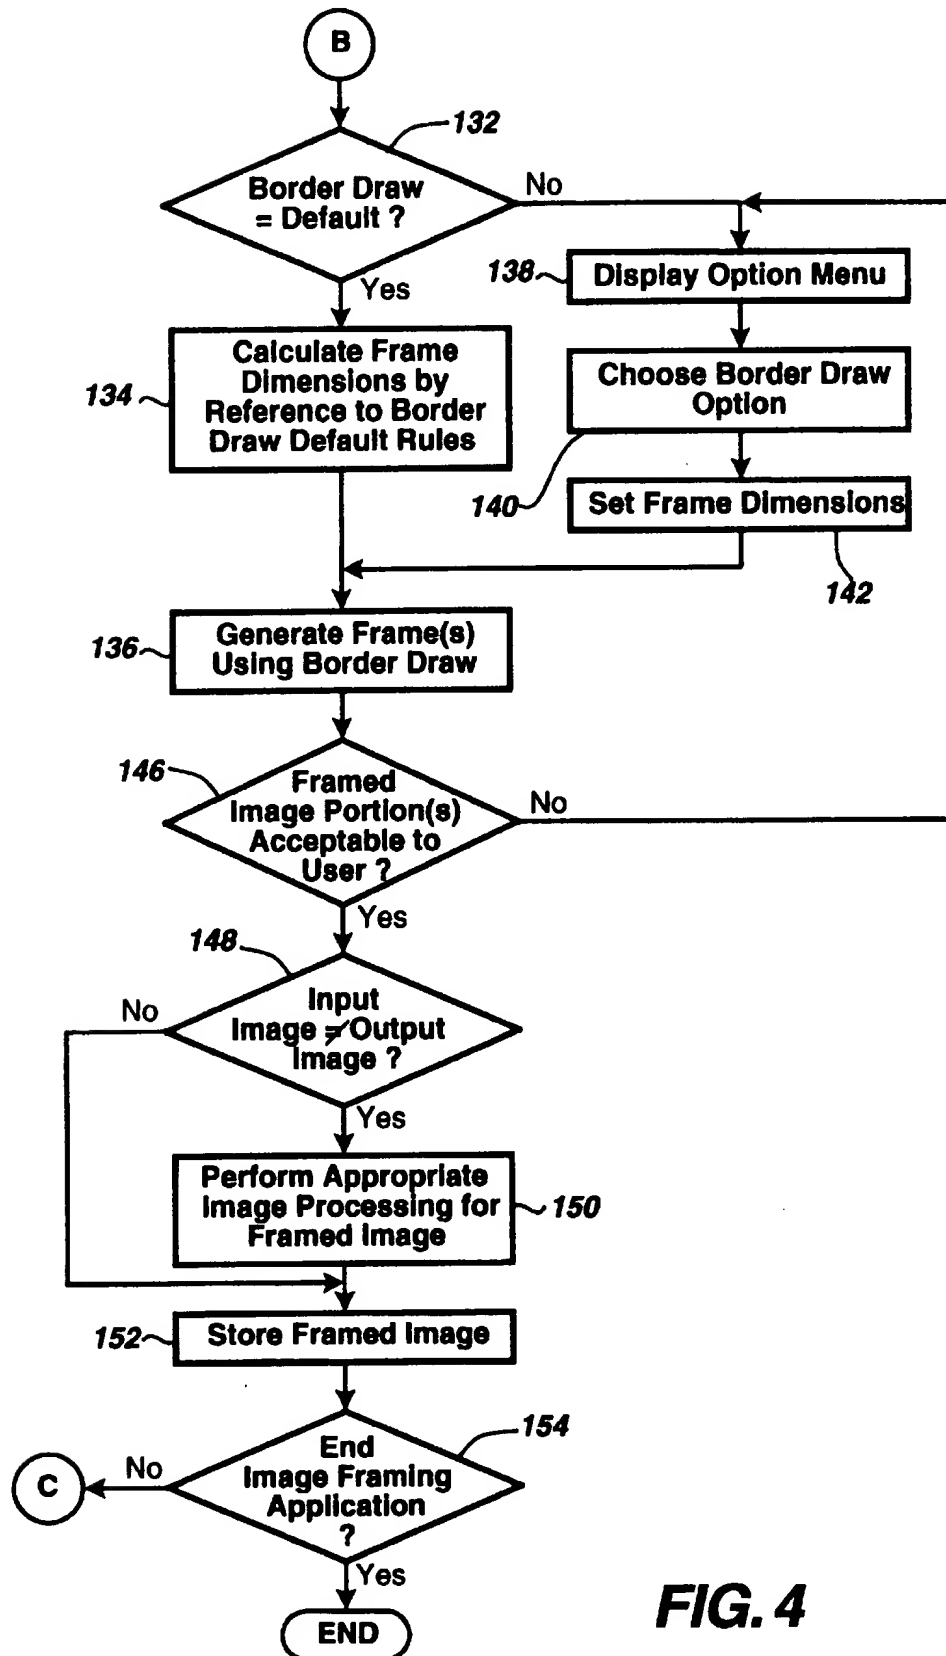 B
132
Border Draw
= Default ?
No
Yes
138
Display Option Menu
134
Calculate Frame
Dimensions by
Reference to Border
Draw Default Rules
Choose Border Draw
Option
140
Set Frame Dimensions
142
136
Generate Frame(s)
Using Border Draw
146
Framed
Image Portion(s)
Acceptable to
User ?
No
Yes
148
Input
Image ≠ Output
Image ?
No
Yes
Perform Appropriate
Image Processing for
Framed Image
150
152
Store Framed Image
154
End
Image Framing
Application
?
No
C
Yes
END
FIG. 4